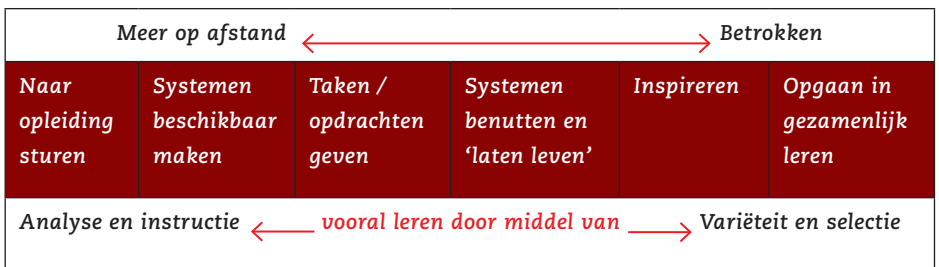 Meer op afstand Betrokken
Naar opleiding sturen
Systemen beschikbaar maken
Taken / opdrachten geven
Systemen benutten en ‘laten leven’
Inspireren
Opgaan in gezamenlijk leren
Analyse en instructie vooral leren door middel van Variëteit en selectie